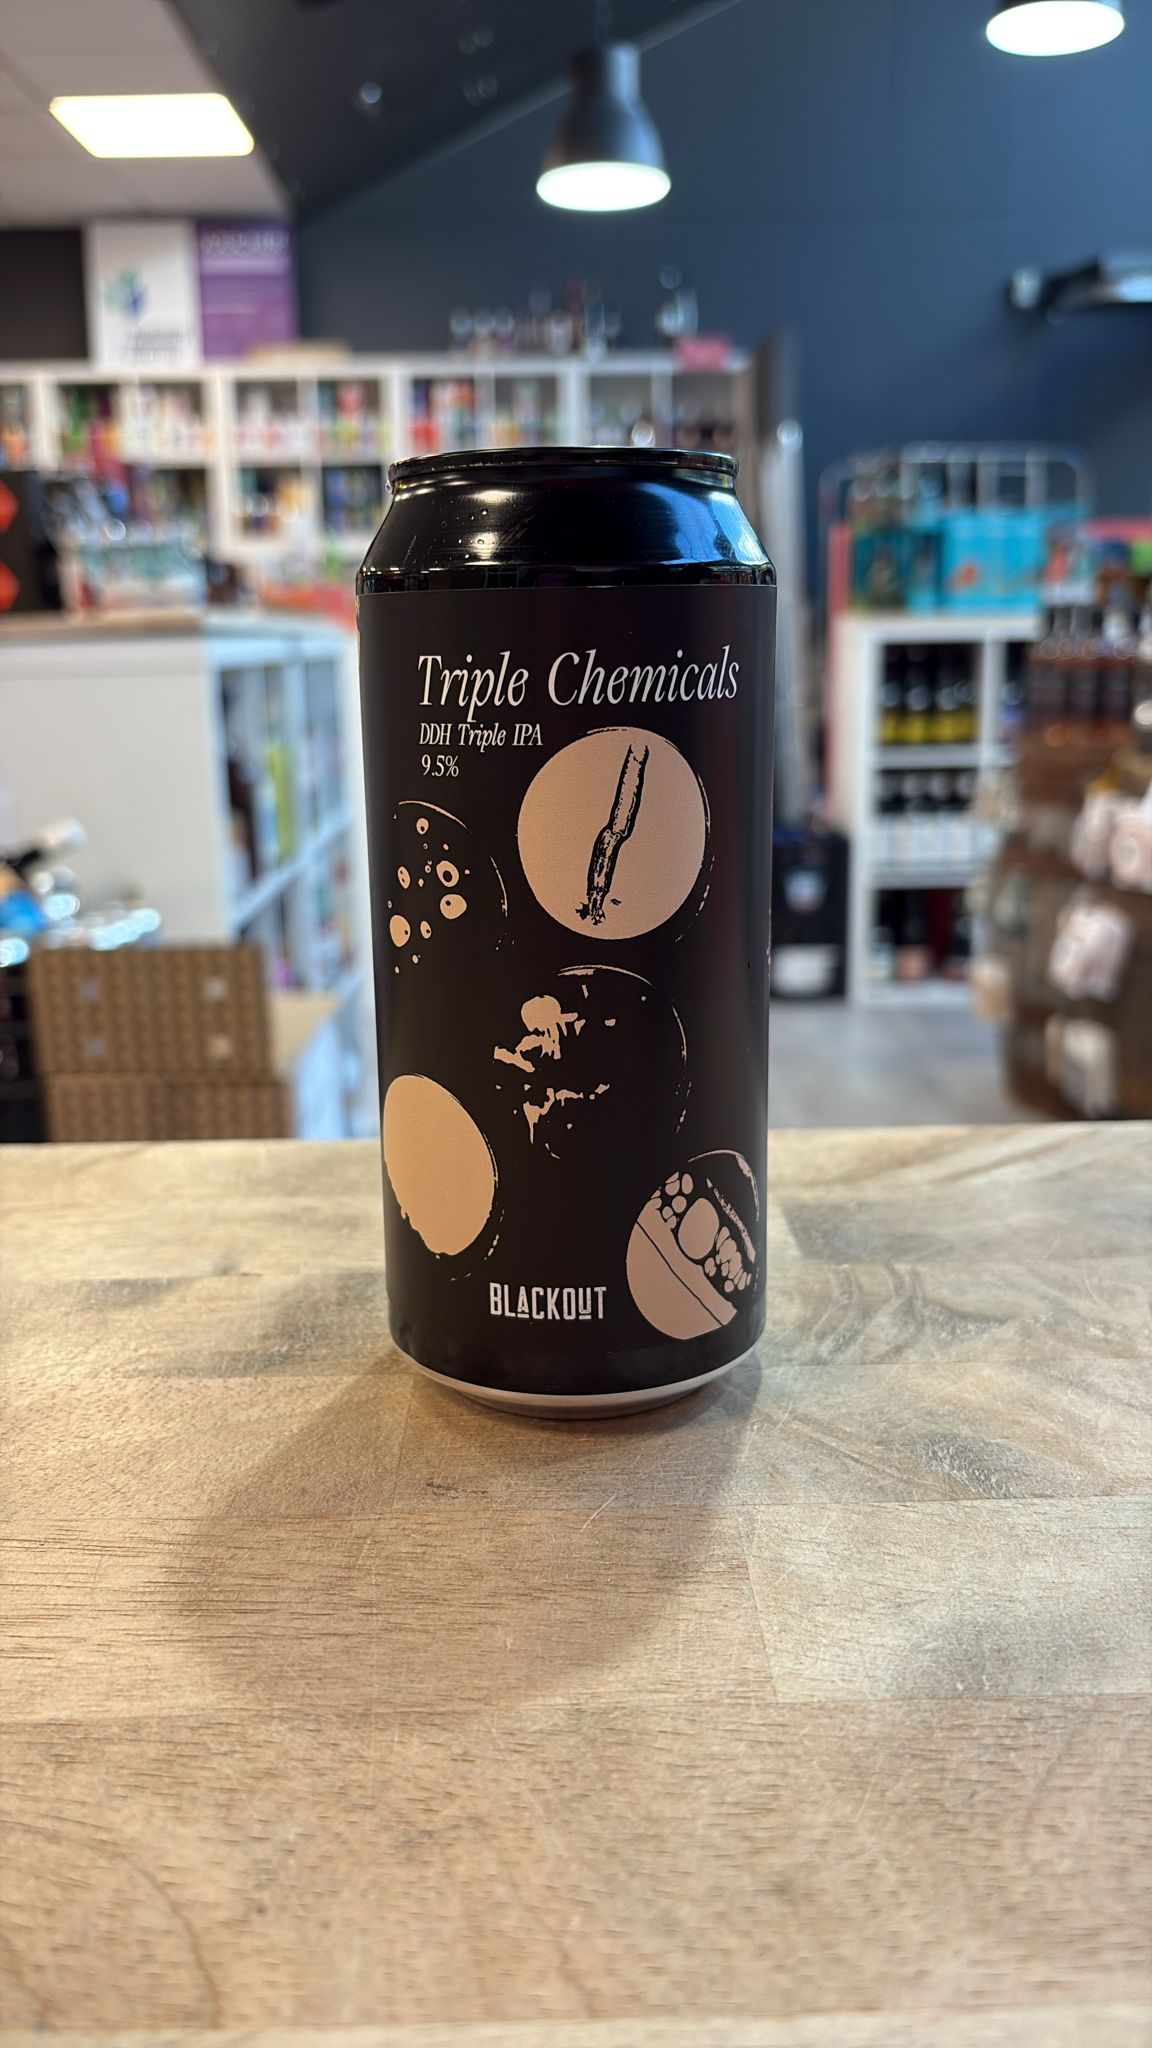 Triple Chemicals
DDH Triple IPA
9.5%
BLACKOUT